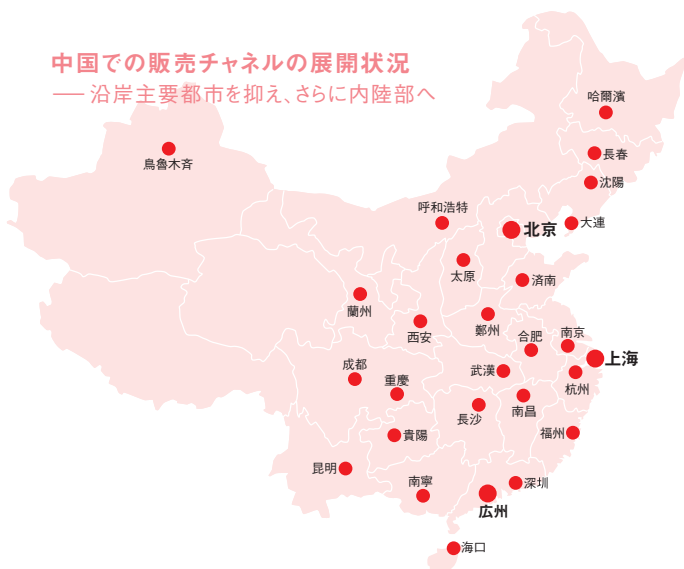 中国での販売チャネルの展開状況
── 沿岸主要都市を抑え、さらに内陸部へ
哈爾濱
長春
烏魯木斉
沈陽
呼和浩特
大連
北京
太原
済南
蘭州
鄭州
西安
合肥
南京
上海
成都
重慶
武漢
杭州
長沙
南昌
貴陽
福州
昆明
南寧
深圳
広州
海口